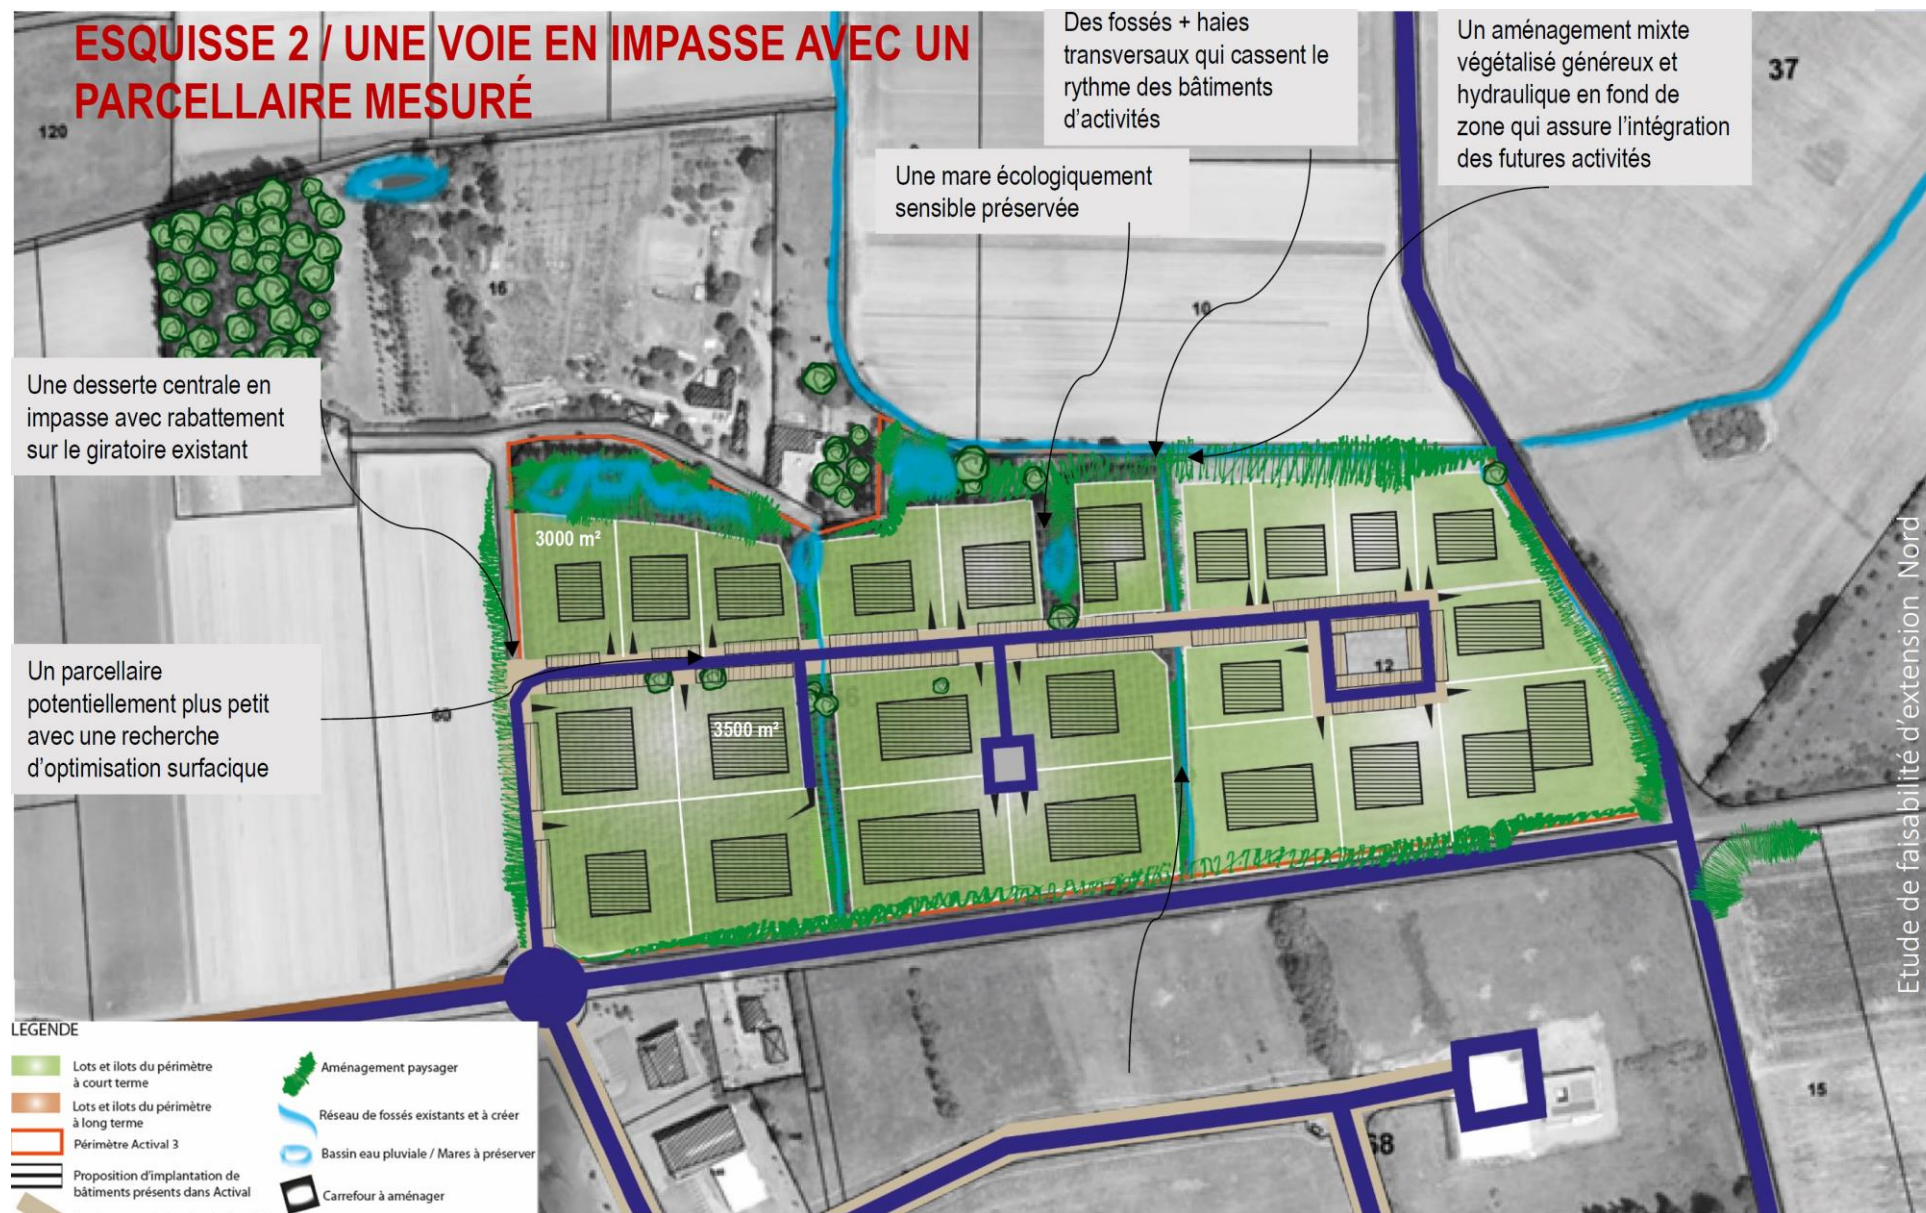 ESQUISSE 2 / UNE VOIE EN IMPASSE AVEC UN
PARCELLAIRE MESURÉ
Des fossés + haies
transversaux qui cassent le
rythme des bâtiments
d’activités
Un aménagement mixte
végétalisé généreux et
hydraulique en fond de
zone qui assure l’intégration
des futures activités
37
120
Une mare écologiquement
sensible préservée
16
10
Une desserte centrale en
impasse avec rabattement
sur le giratoire existant
3000 m²
Un parcellaire
potentiellement plus petit
avec une recherche
d’optimisation surfacique
60
12
3500 m²
Etude de faisabilité d’extension Nord
15
68
LEGENDE
Lots et ilots du périmètre
à court terme
Lots et ilots du périmètre
à long terme
Périmètre Actival 3
Proposition d’implantation de
bâtiments présents dans Actival
Aménagement paysager
Réseau de fossés existants et à créer
Bassin eau pluviale / Mares à préserver
Carrefour à aménager